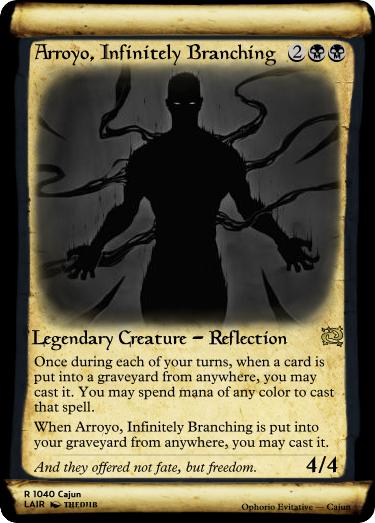 Arroyo, Infinitely Branching 2
Legendary Creature – Reflection
Once during each of your turns, when a card is
put into a graveyard from anywhere, you may
cast it. You may spend mana of any color to cast
that spell.
When Arroyo, Infinitely Branching is put into
your graveyard from anywhere, you may cast it.
And they offered not fate, but freedom. 4/4
R 1040 Cajun
LAIR THEDJIB
Ophorio Evitative — Cajun